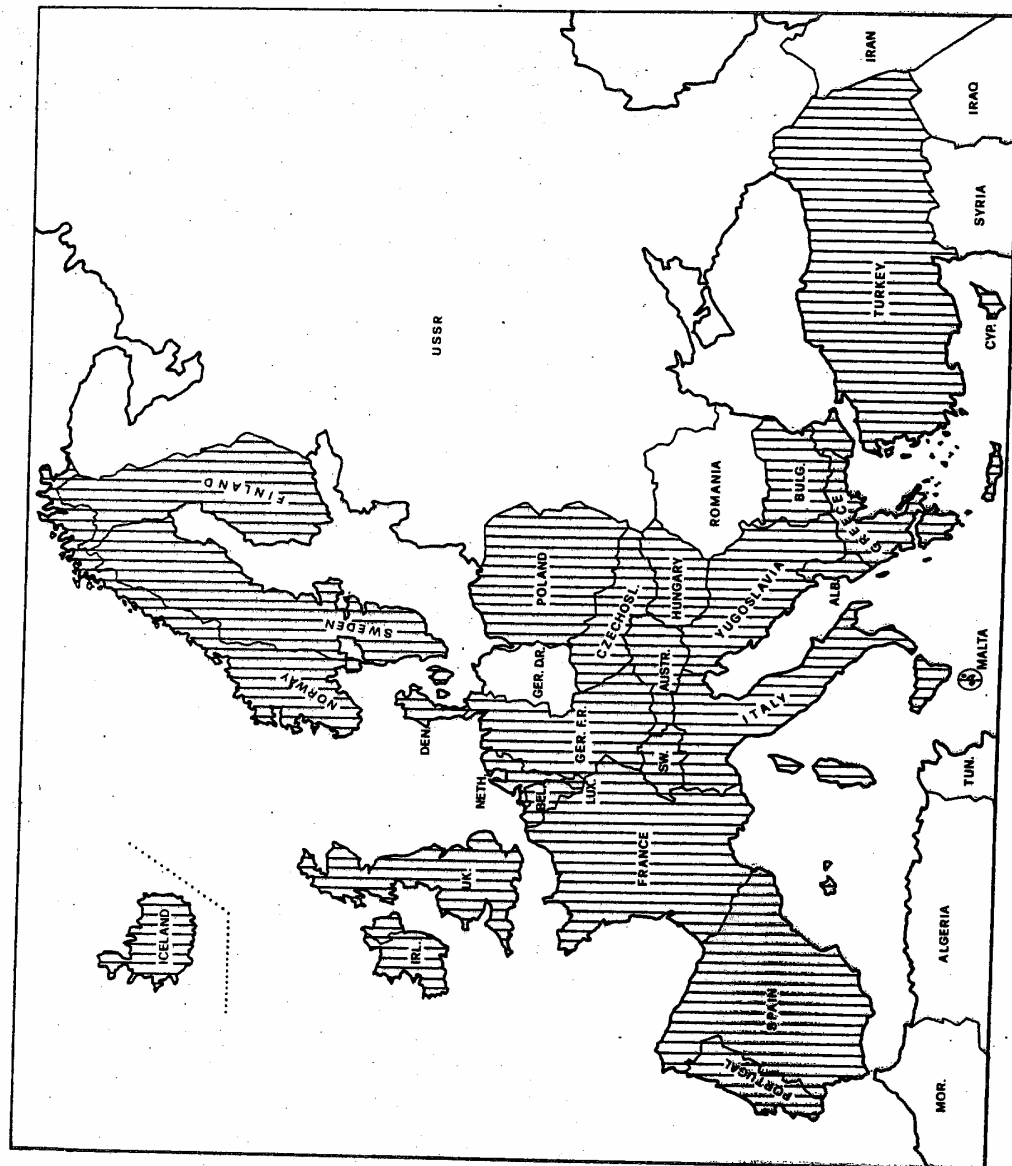 ICELAND
NORWAY
SWEDEN
FINLAND
USSR
IRL.
UK.
DEN.
NETH.
BEL.
LUX.
GER. F.R.
GER. D.R.
POLAND
CZECHOSL.
FRANCE
SW.
AUSTR.
HUNGARY
ROMANIA
PORTUGAL
SPAIN
ITALY
YUGOSLAVIA
BULG.
ALB.
GREECE
TURKEY
MOR.
ALGERIA
TUN.
MALTA
CYP.
SYRIA
IRAQ
IRAN